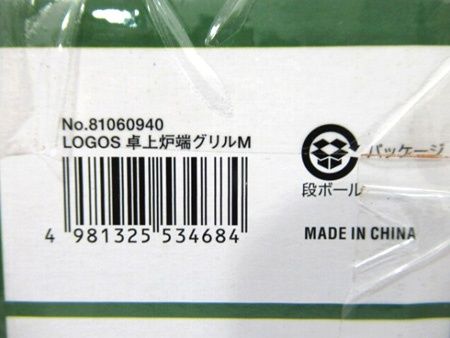 No.81060940
LOGOS 卓上炉端グリルM
4 981325 534684
パッケージ
段ボール
MADE IN CHINA